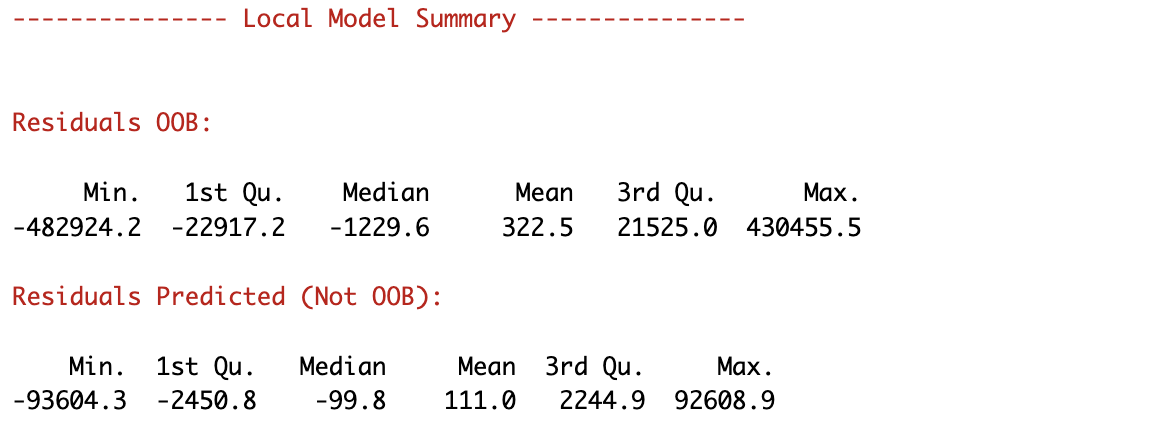 --------------- Local Model Summary ---------------
Residuals OOB:
Min. 1st Qu. Median Mean 3rd Qu. Max.
-482924.2 -22917.2 -1229.6 322.5 21525.0 430455.5
Residuals Predicted (Not OOB):
Min. 1st Qu. Median Mean 3rd Qu. Max.
-93604.3 -2450.8 -99.8 111.0 2244.9 92608.9